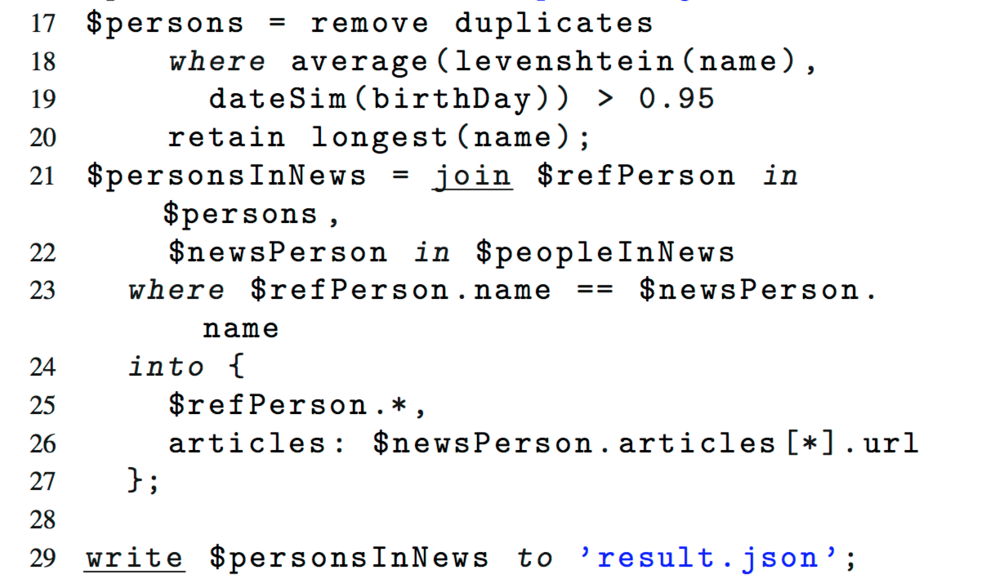 17 $persons = remove duplicates
18 where average(levenshtein(name),
19 dateSim(birthDay)) > 0.95
20 retain longest(name);
21 $personsInNews = join $refPerson in
$persons,
22 $newsPerson in $peopleInNews
23 where $refPerson.name == $newsPerson.
name
24 into {
25 $refPerson.*,
26 articles: $newsPerson.articles[*].url
27 };
28
29 write $personsInNews to ’result.json’;